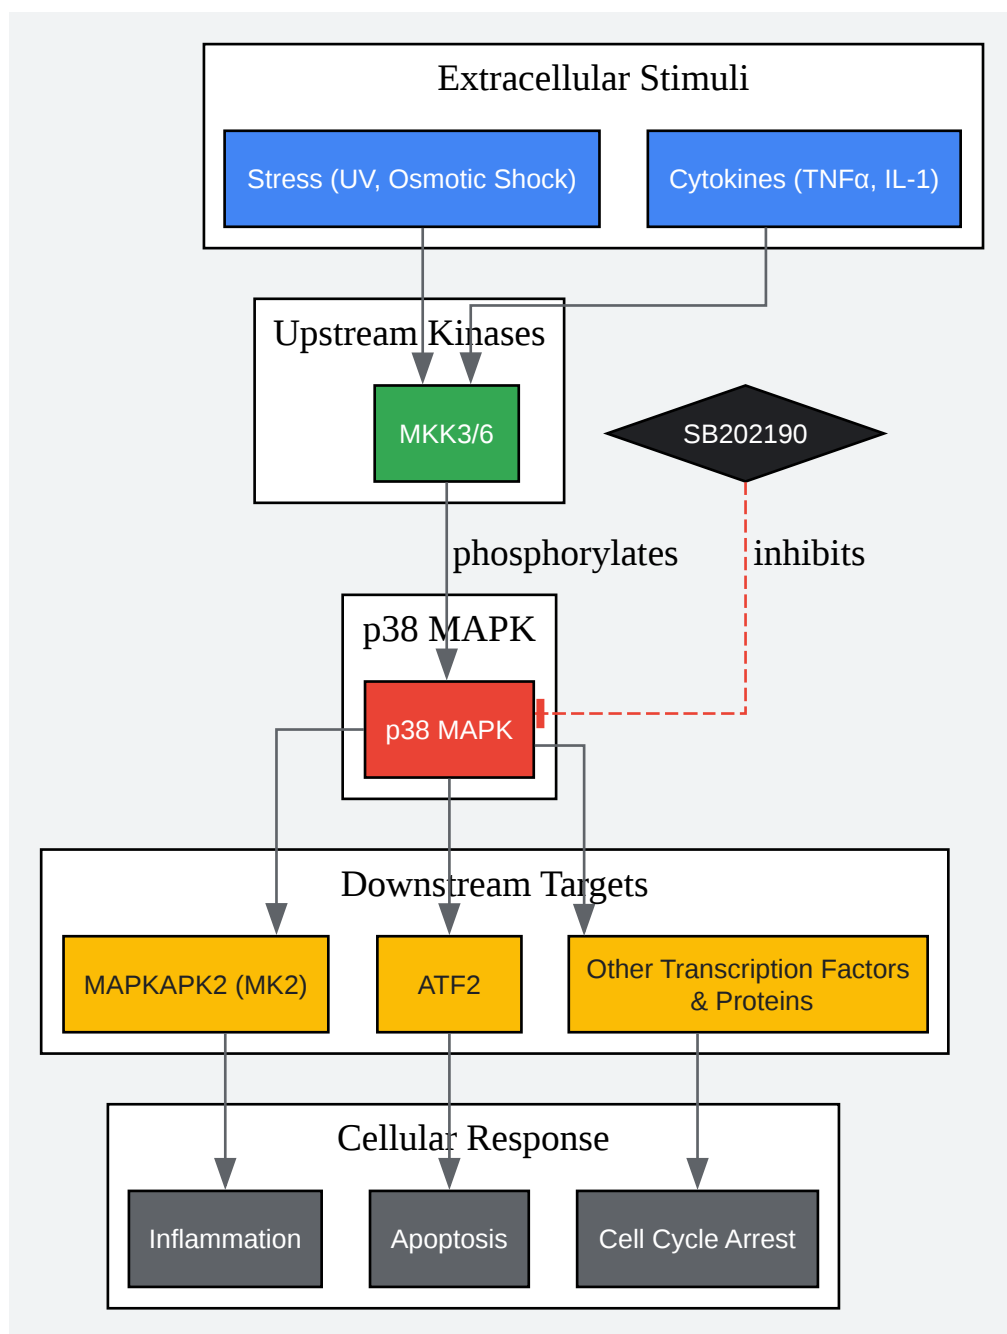 Extracellular Stimuli
Stress (UV, Osmotic Shock)
Cytokines (TNFα, IL-1)
Upstream Kinases
MKK3/6
SB202190
phosphorylates
inhibits
p38 MAPK
p38 MAPK
Downstream Targets
MAPKAPK2 (MK2)
ATF2
Other Transcription Factors
& Proteins
Cellular Response
Inflammation
Apoptosis
Cell Cycle Arrest